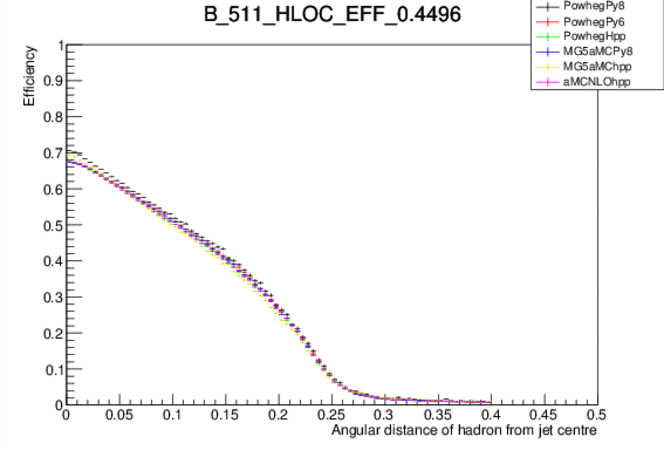 B_511_HLOC_EFF_0.4496
PowhegPy8
PowhegPy6
PowhegHpp
MG5aMCPy8
MG5aMChpp
aMCNLOhpp
Efficiency
1
0.9
0.8
0.7
0.6
0.5
0.4
0.3
0.2
0.1
0
0 0.05 0.1 0.15 0.2 0.25 0.3 0.35 0.4 0.45 0.5
Angular distance of hadron from jet centre